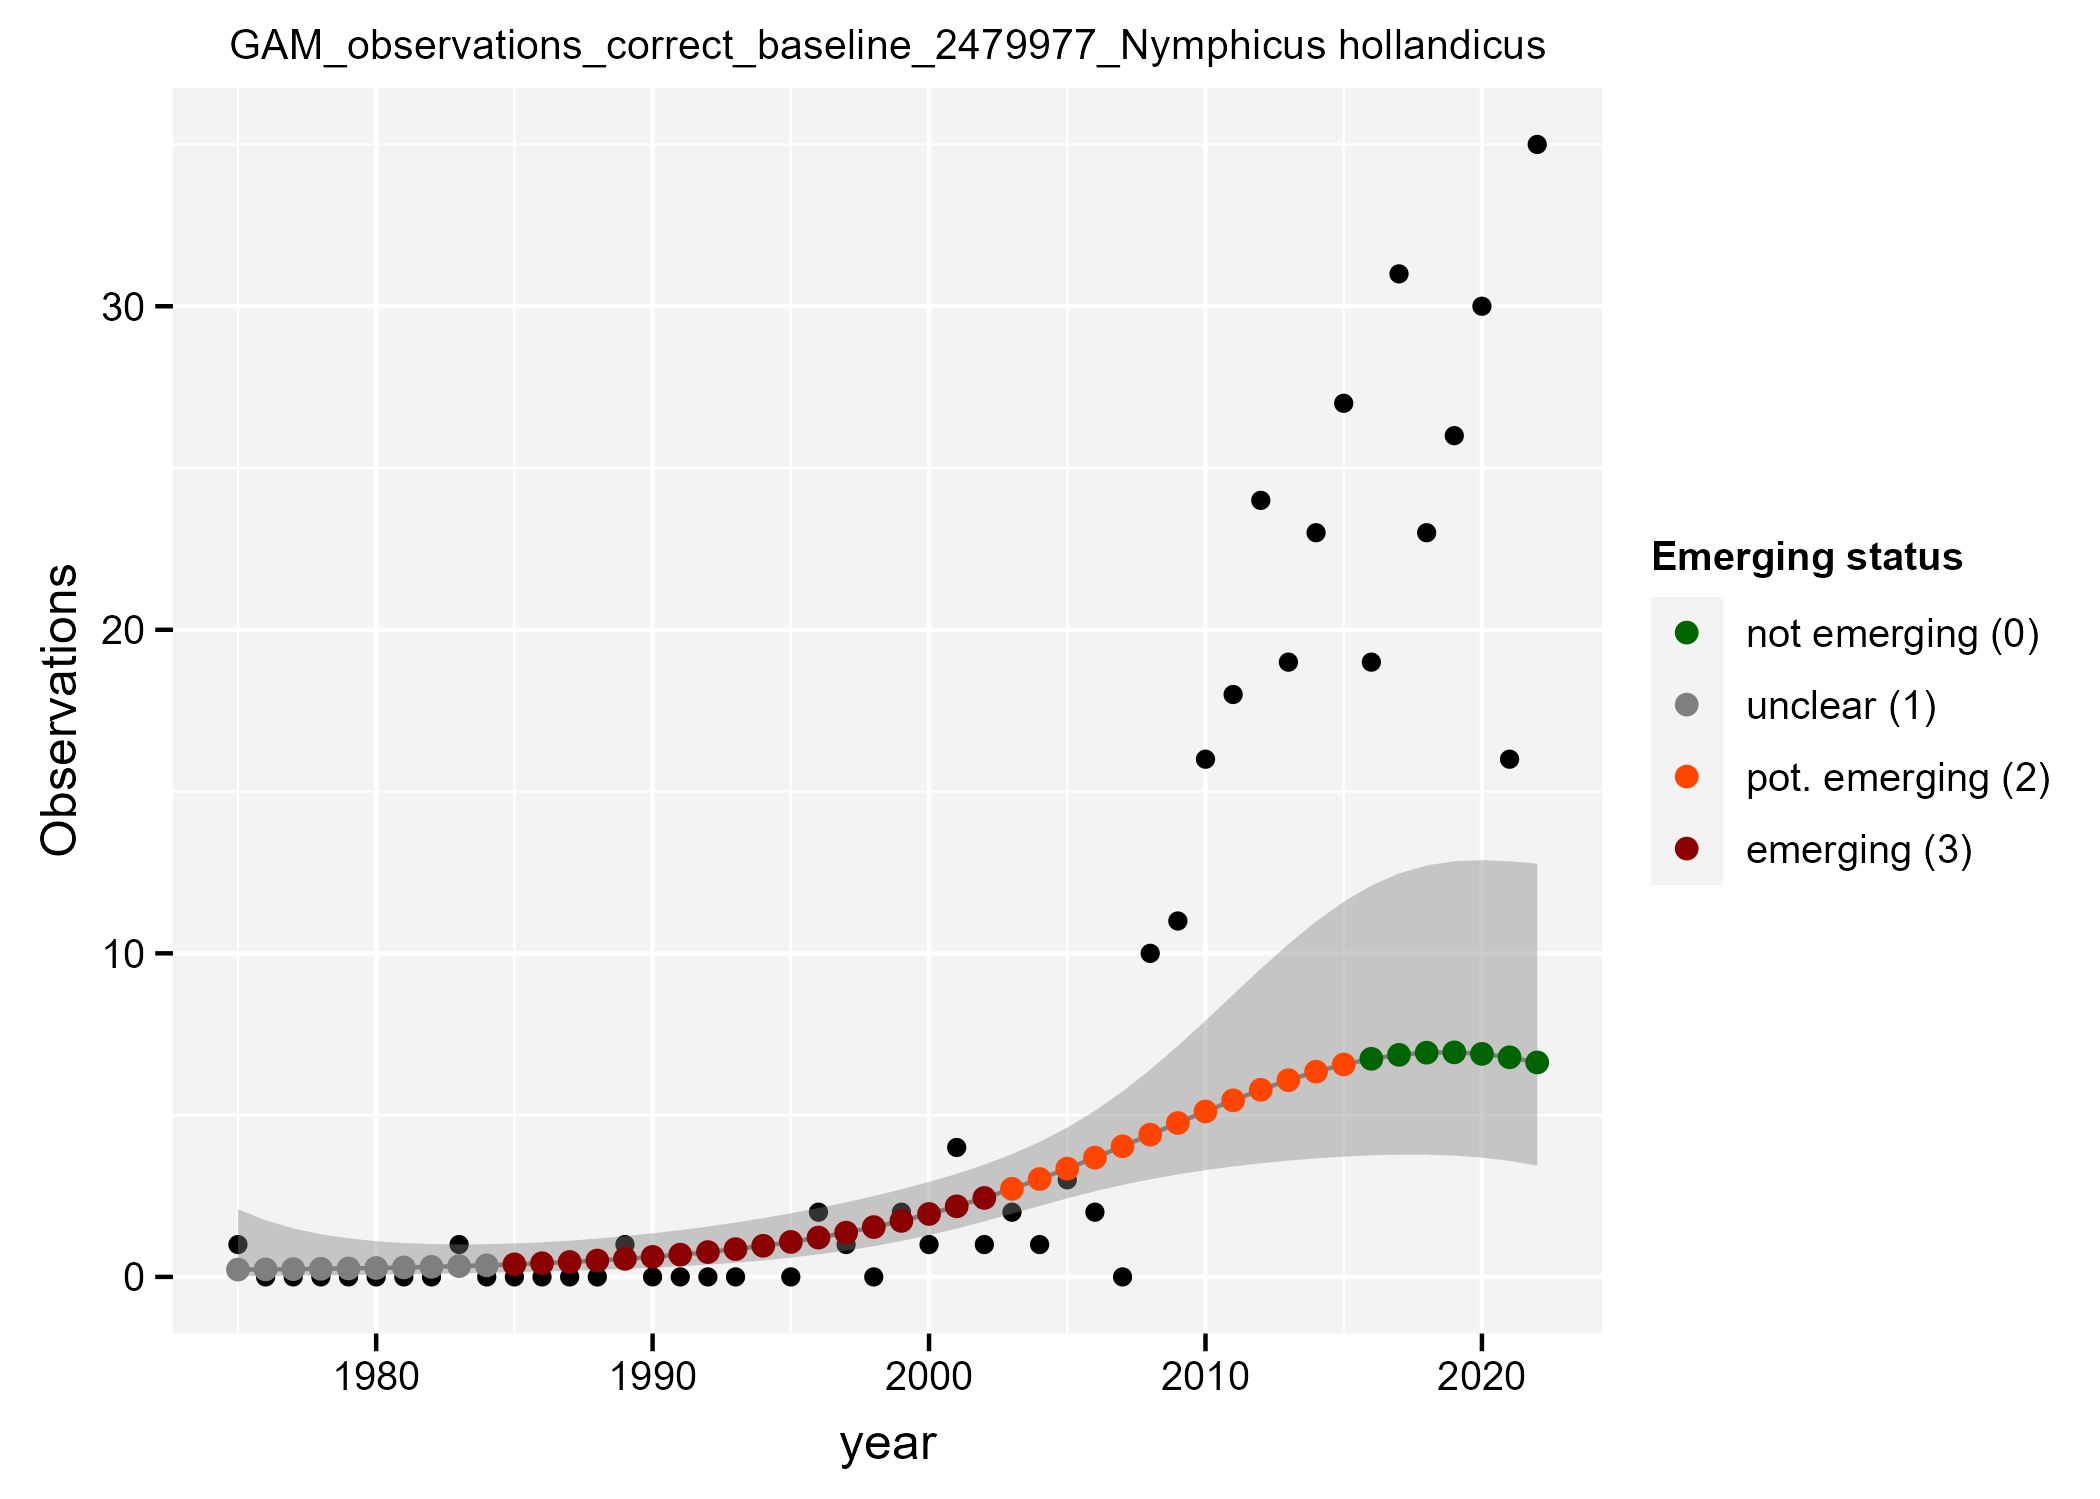 GAM_observations_correct_baseline_2479977_Nymphicus hollandicus
Observations
30
20
10
0
1980
1990
2000
2010
2020
year
Emerging status
not emerging (0)
unclear (1)
pot. emerging (2)
emerging (3)